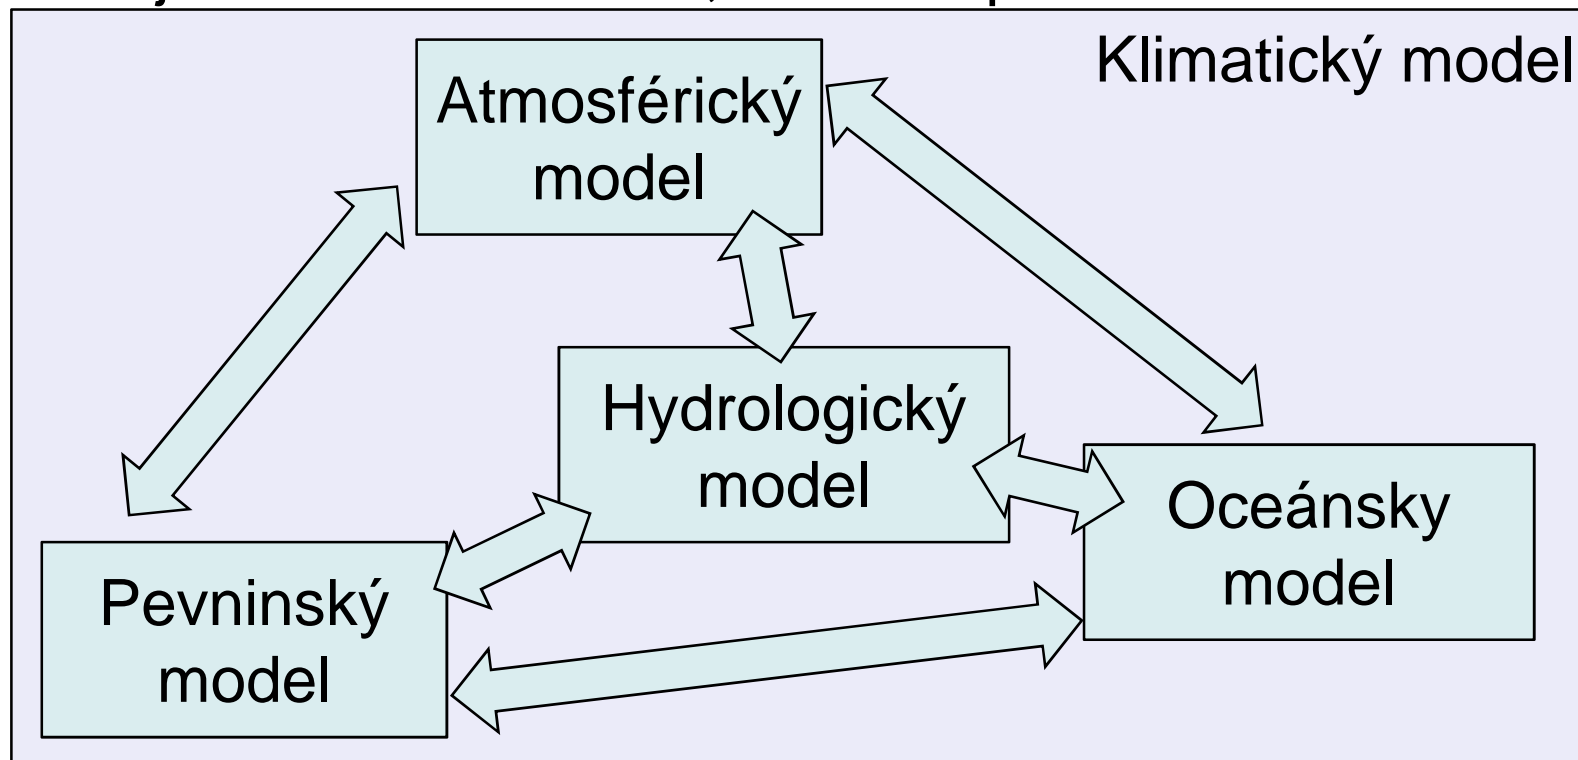 Klimatický model
Atmosférický
model
Hydrologický
model
Oceánsky
model
Pevninský
model